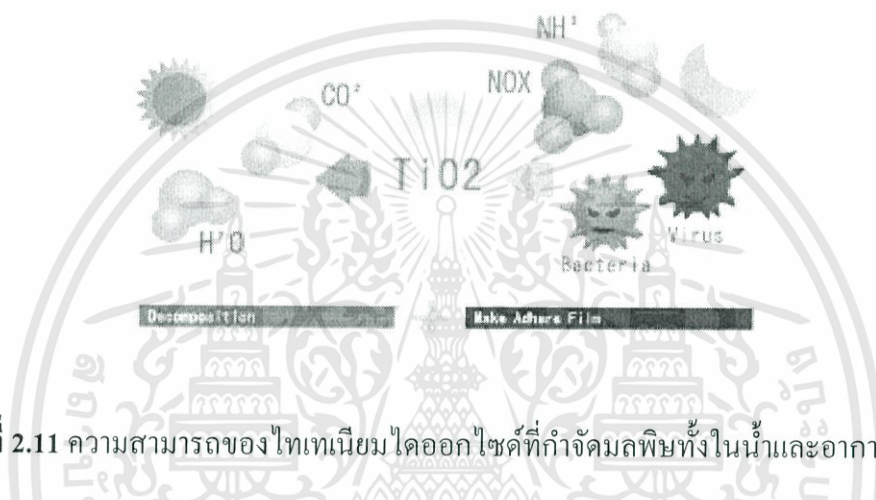 NH³
NOX
CO²
TiO2
H²O
Virus
Bacteria
Decomposition
Make Adhere Film
ที่ 2.11 ความสามารถของไทเทเนียมไดออกไซด์ที่กำจัดมลพิษทั้งในน้ำและอากา